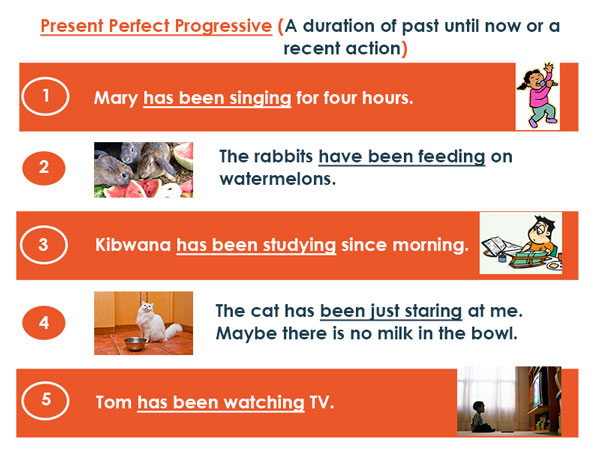 Present Perfect Progressive (A duration of past until now or a
recent action)
1
Mary has been singing for four hours.
2
The rabbits have been feeding on
watermelons.
3
Kibwana has been studying since morning.
4
The cat has been just staring at me.
Maybe there is no milk in the bowl.
5
Tom has been watching TV.